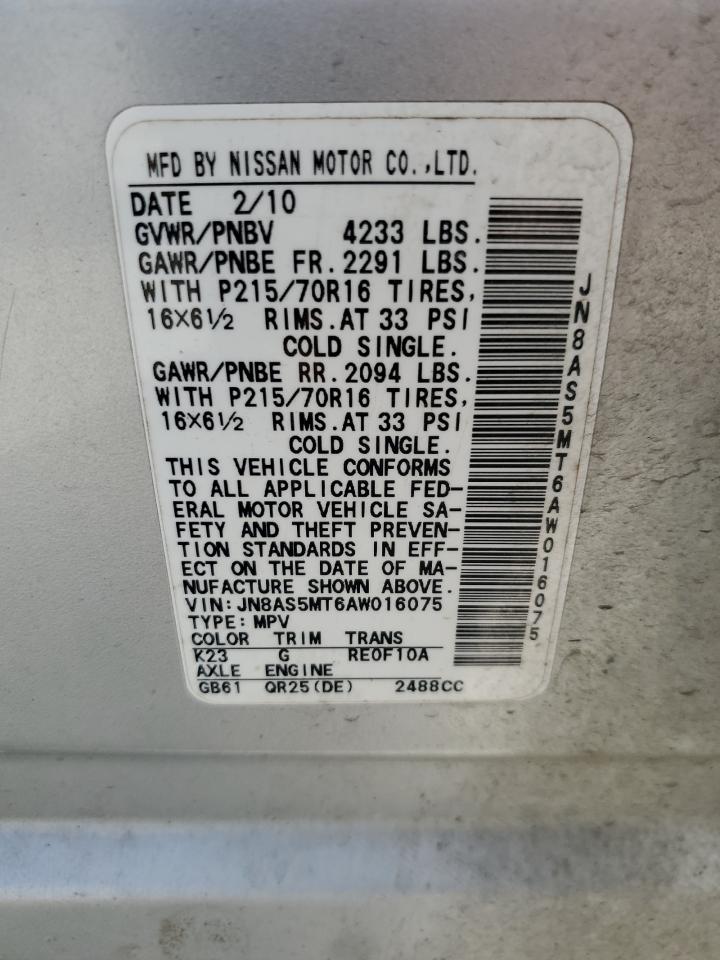 MFD BY NISSAN MOTOR CO.,LTD.
DATE 2/10
GVWR/PNBV 4233 LBS.
GAWR/PNBE FR.2291 LBS.
WITH P215/70R16 TIRES,
16X6½ RIMS.AT 33 PSI
COLD SINGLE.
GAWR/PNBE RR.2094 LBS.
WITH P215/70R16 TIRES,
16X6½ RIMS.AT 33 PSI
COLD SINGLE.
THIS VEHICLE CONFORMS
TO ALL APPLICABLE FED-
ERAL MOTOR VEHICLE SA-
FETY AND THEFT PREVEN-
TION STANDARDS IN EFF-
ECT ON THE DATE OF MA-
NUFACTURE SHOWN ABOVE.
VIN:JN8AS5MT6AW016075
TYPE:MPV
COLOR TRIM TRANS
K23 G RE0F10A
AXLE ENGINE
GB61 QR25(DE) 2488CC
JN8AS5MT6AW016075